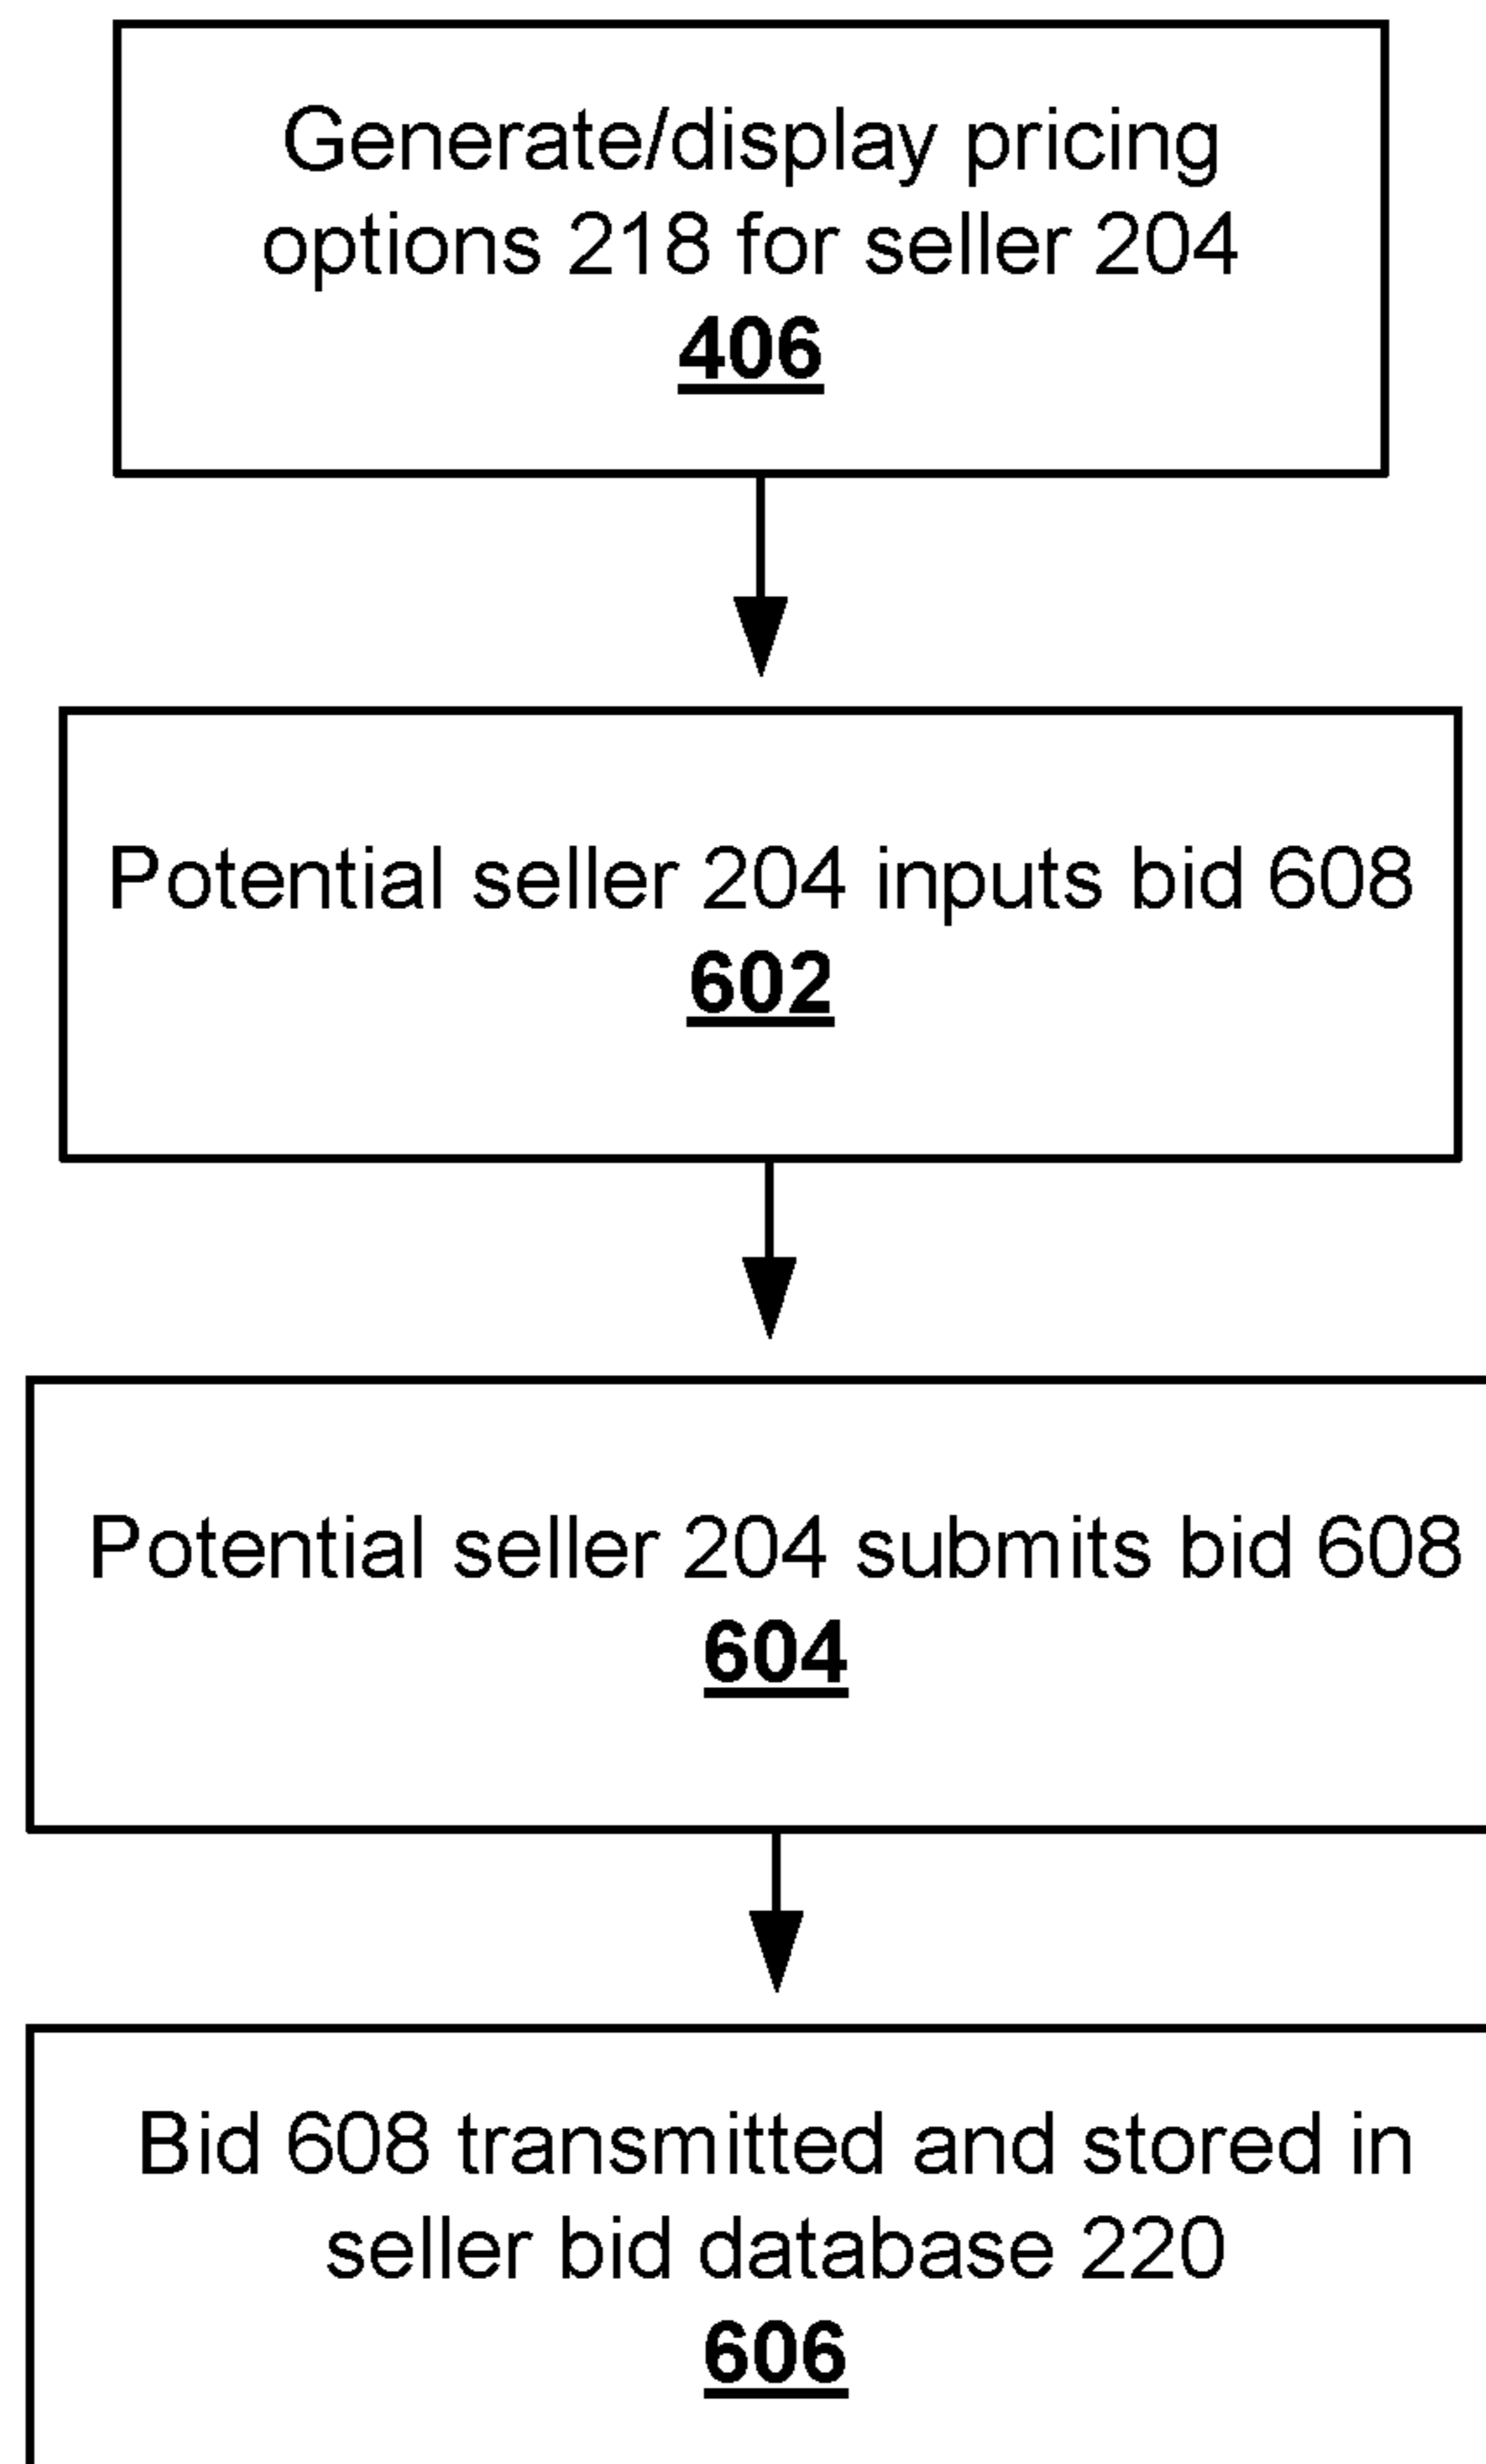 Generate/display pricing
options 218 for seller 204
406
Potential seller 204 inputs bid 608
602
Potential seller 204 submits bid 608
604
Bid 608 transmitted and stored in
seller bid database 220
606